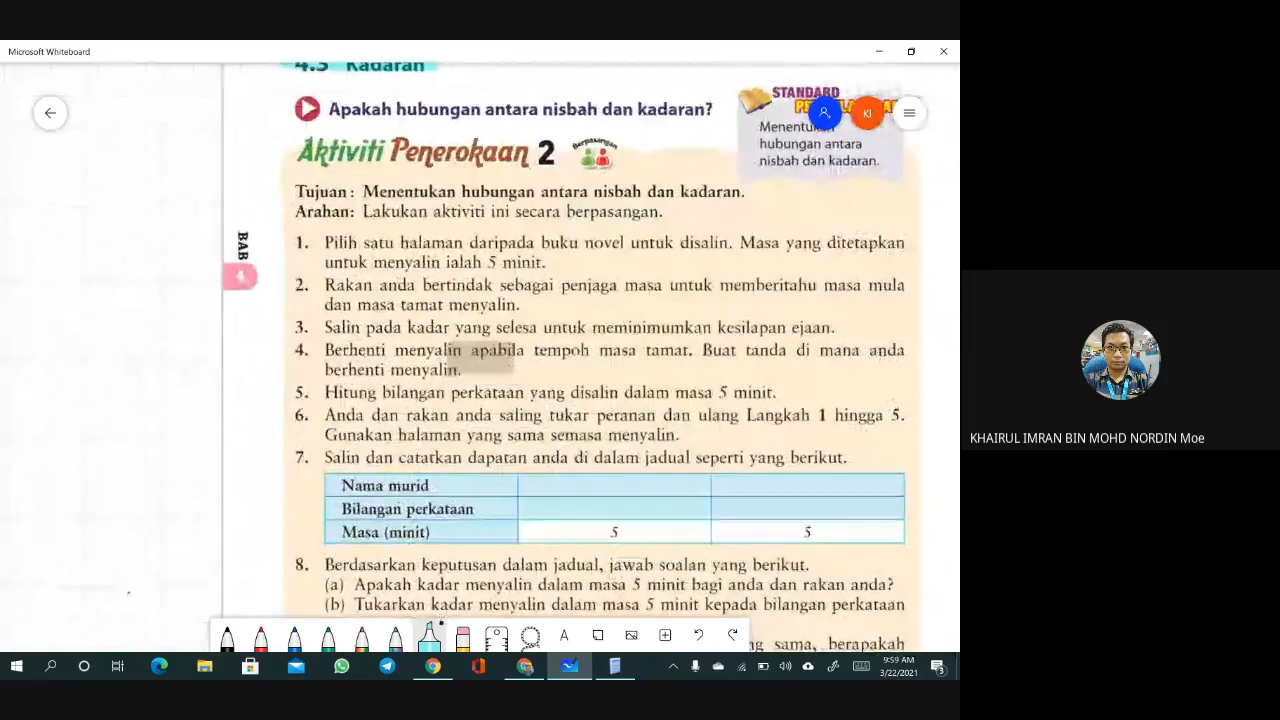 Microsoft Whiteboard
4.3 Kadaran
Apakah hubungan antara nisbah dan kadaran?
STANDARD
KI
Menentukan
hubungan antara
nisbah dan kadaran.
Aktiviti Penerokaan 2
Berpasangan
Tujuan: Menentukan hubungan antara nisbah dan kadaran.
Arahan: Lakukan aktiviti ini secara berpasangan.
BAB
4
1. Pilih satu halaman daripada buku novel untuk disalin. Masa yang ditetapkan
untuk menyalin ialah 5 minit.
2. Rakan anda bertindak sebagai penjaga masa untuk memberitahu masa mula
dan masa tamat menyalin.
3. Salin pada kadar yang selesa untuk meminimumkan kesilapan ejaan.
4. Berhenti menyalin apabila tempoh masa tamat. Buat tanda di mana anda
berhenti menyalin.
5. Hitung bilangan perkataan yang disalin dalam masa 5 minit.
6. Anda dan rakan anda saling tukar peranan dan ulang Langkah 1 hingga 5.
Gunakan halaman yang sama semasa menyalin.
7. Salin dan catatkan dapatan anda di dalam jadual seperti yang berikut.
Nama murid
Bilangan perkataan
Masa (minit) 5 5
8. Berdasarkan keputusan dalam jadual, jawab soalan yang berikut.
(a) Apakah kadar menyalin dalam masa 5 minit bagi anda dan rakan anda?
(b) Tukarkan kadar menyalin dalam masa 5 minit kepada bilangan perkataan
sama, berapakah
KHAIRUL IMRAN BIN MOHD NORDIN Moe
9:59 AM
3/22/2021
3